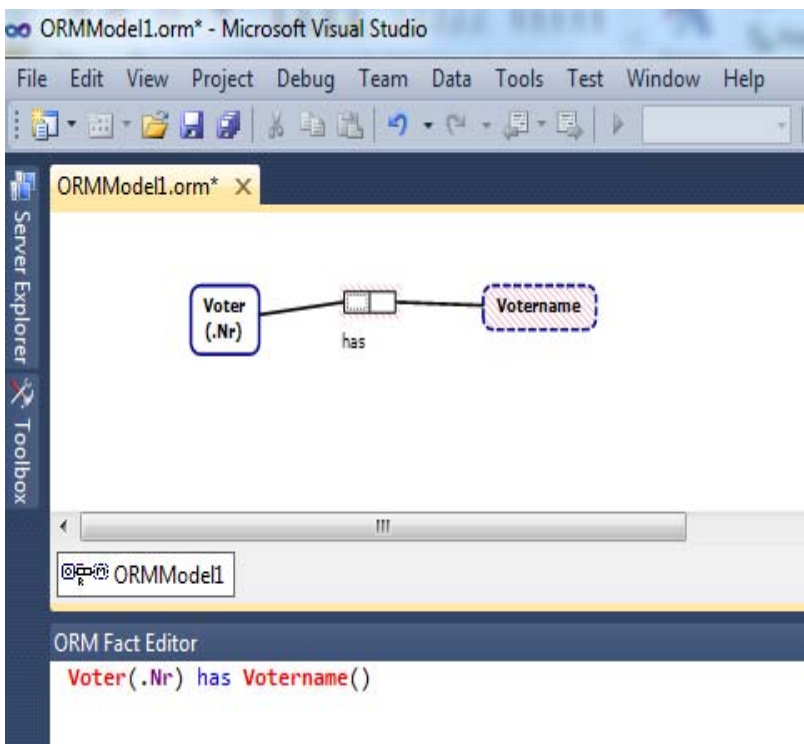 ORMModel1.orm* - Microsoft Visual Studio
File Edit View Project Debug Team Data Tools Test Window Help
ORMModel1.orm* X
Server Explorer
Toolbox
Voter
(.Nr)
has
Votername
ORMModel1
ORM Fact Editor
Voter(.Nr) has Votername()